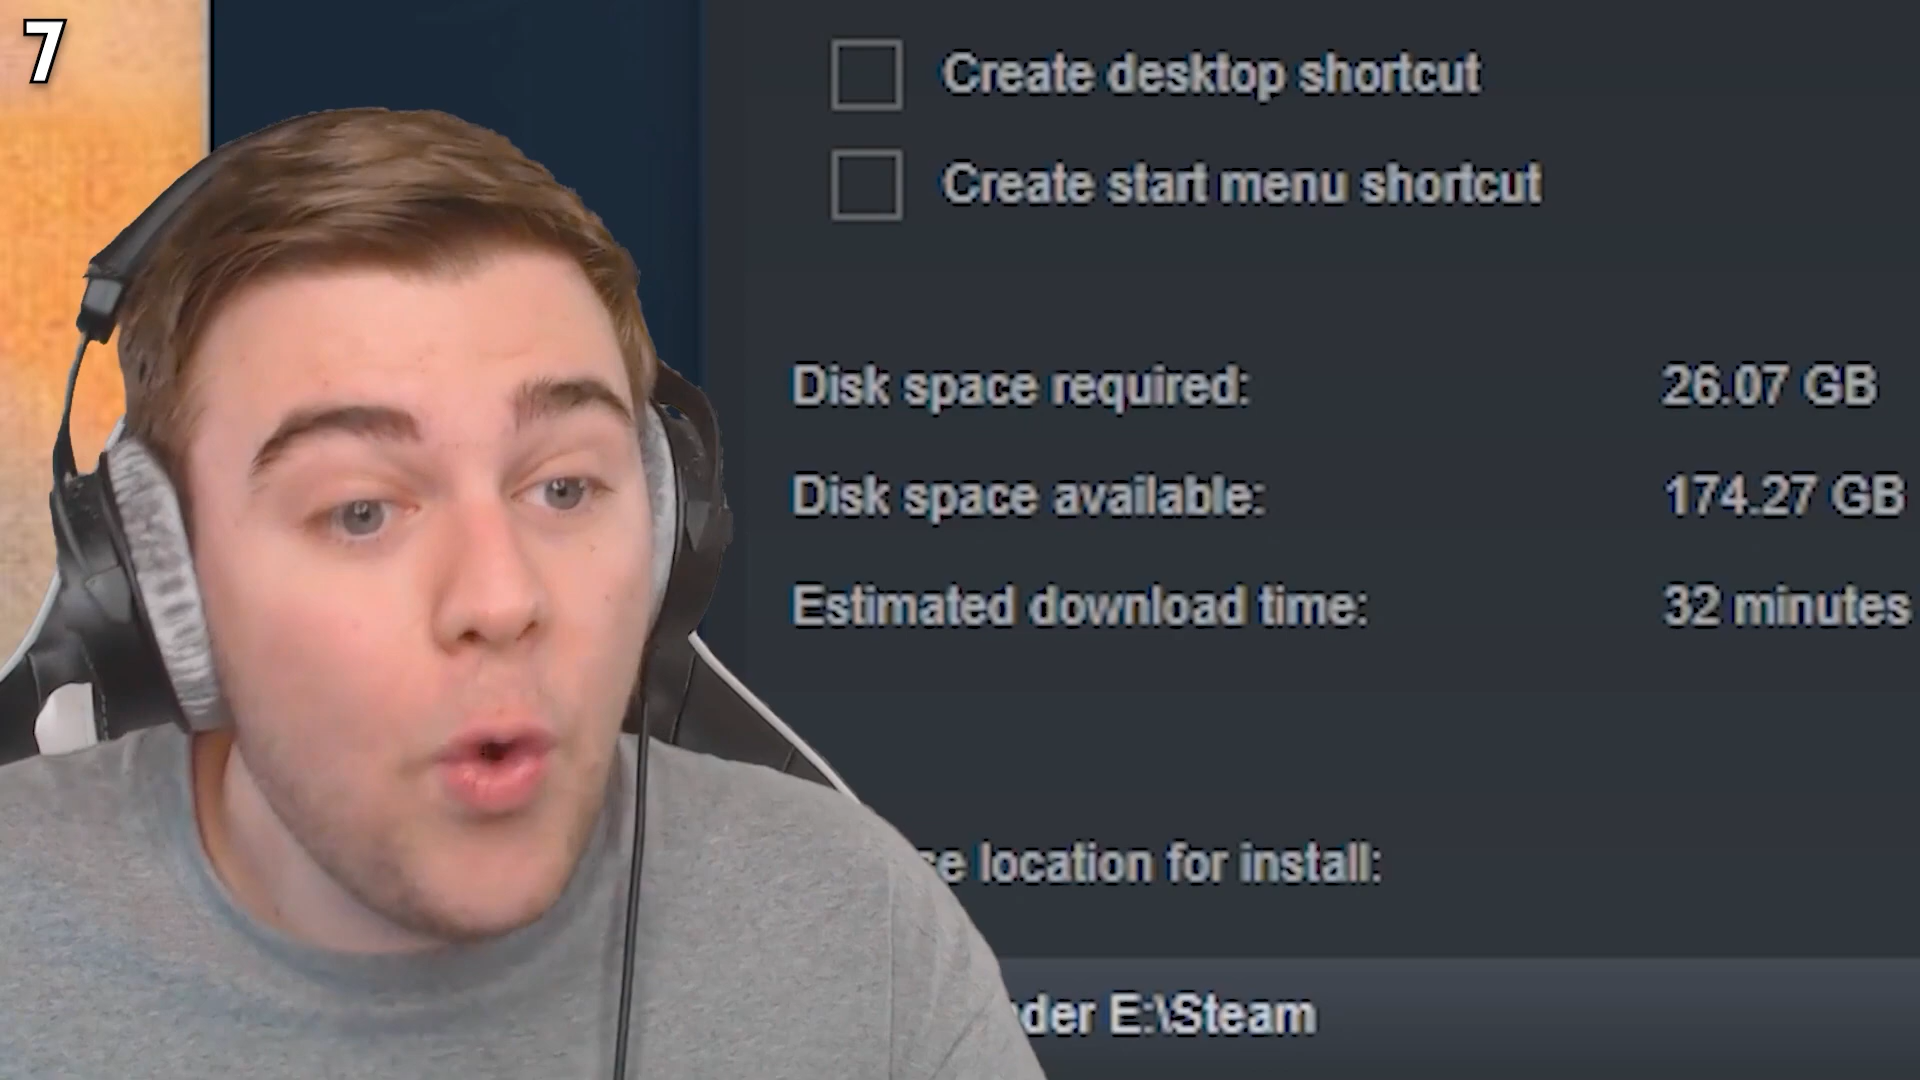 7
Create desktop shortcut
Create start menu shortcut
Disk space required: 26.07 GB
Disk space available: 174.27 GB
Estimated download time: 32 minutes
location for install:
E:\Steam